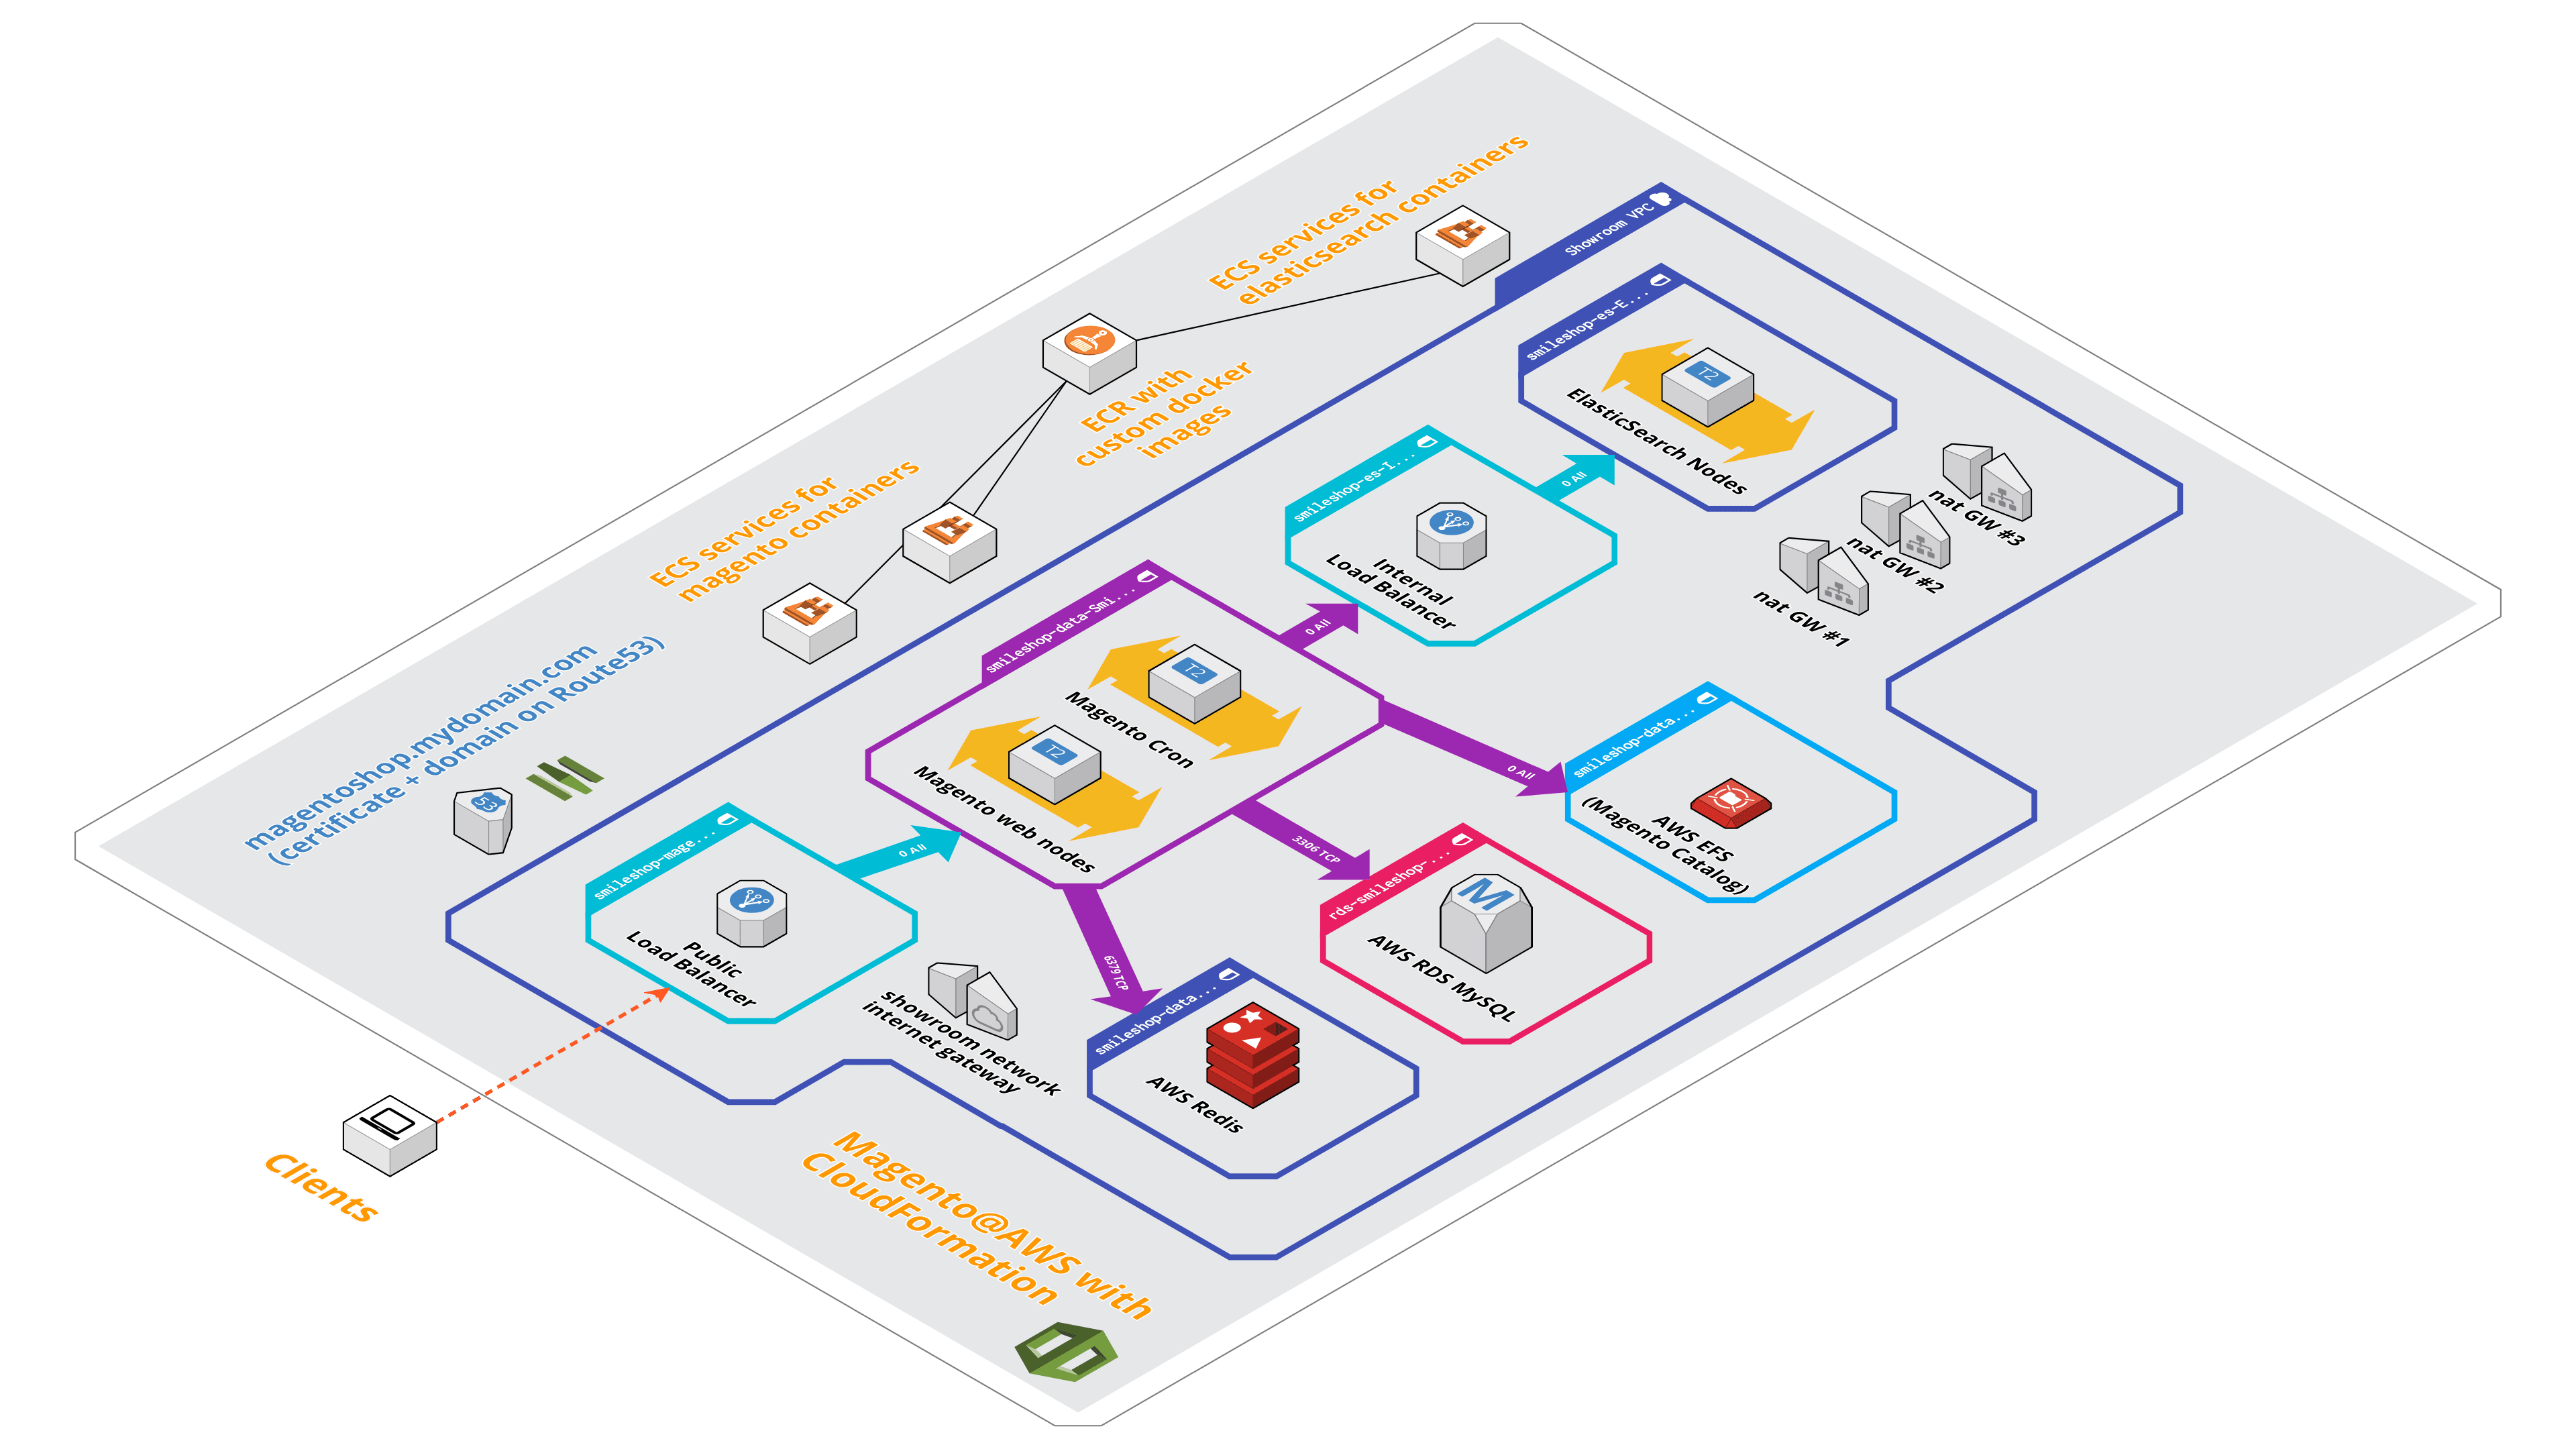 ECS services for
elasticsearch containers
Showroom VPC
smileshop-es-E...
T2
ElasticSearch Nodes
ECR with
custom docker
images
smileshop-es-I...
0 All
Internal
Load Balancer
nat GW #3
nat GW #2
nat GW #1
ECS services for
magento containers
smileshop-data-Smi...
0 All
T2
Magento Cron
T2
Magento web nodes
magentoshop.mydomain.com
(certificate + domain on Route53)
53
0 All
smileshop-data...
AWS EFS
(Magento Catalog)
3306 TCP
rds-smileshop-...
M
AWS RDS MySQL
smileshop-mage...
0 All
Public
Load Balancer
6379 TCP
smileshop-data...
AWS Redis
showroom network
internet gateway
Clients
Magento@AWS with
CloudFormation